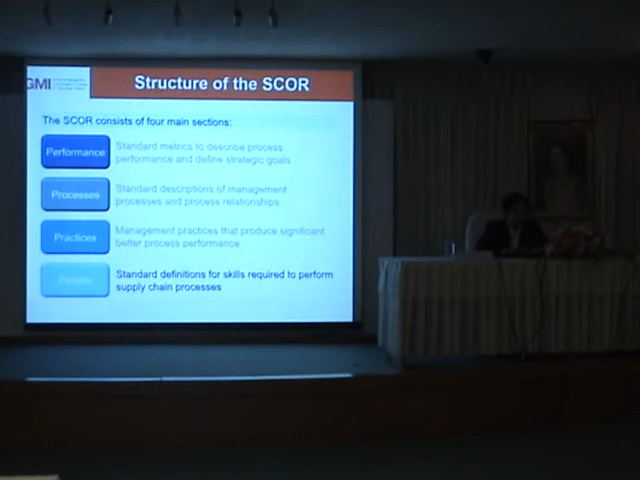 GMI
Structure of the SCOR
The SCOR consists of four main sections:
Performance
Standard metrics to describe process
performance and define strategic goals
Processes
Standard descriptions of management
processes and process relationships
Practices
Management practices that produce significant
better process performance
People
Standard definitions for skills required to perform
supply chain processes